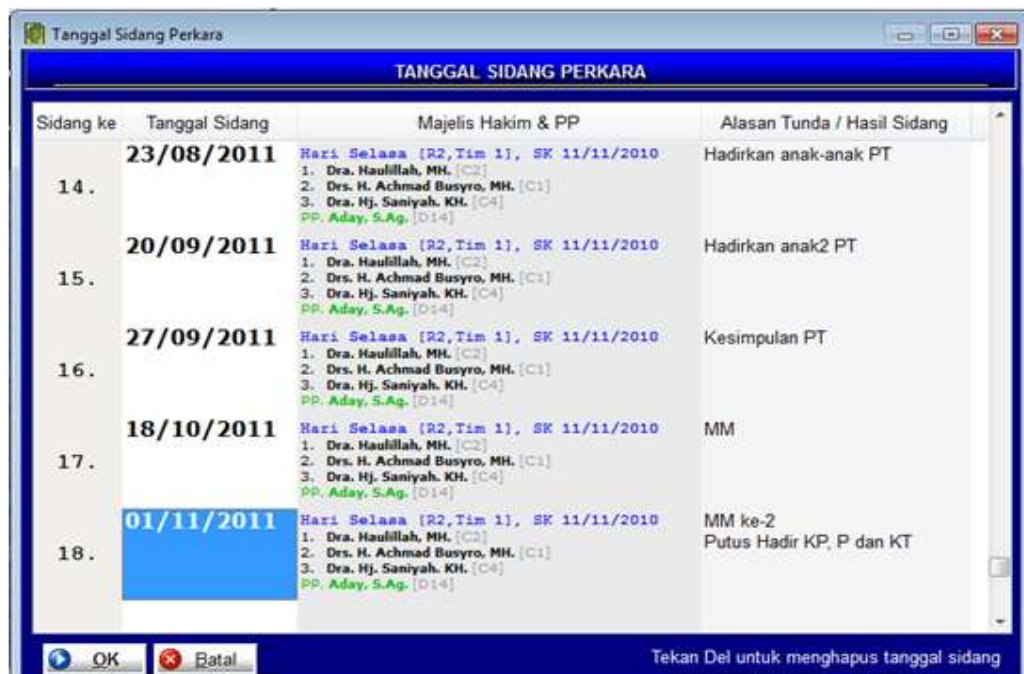 Tanggal Sidang Perkara
TANGGAL SIDANG PERKARA
Sidang ke Tanggal Sidang Majelis Hakim & PP Alasan Tunda / Hasil Sidang
14. 23/08/2011 Hari Selasa [R2,Tim 1], SK 11/11/2010 Hadirkan anak-anak PT
1. Dra. Haulillah, MH. [C2]
2. Drs. H. Achmad Busyro, MH. [C1]
3. Dra. Hj. Saniyah. KH. [C4]
PP. Aday, S.Ag. [D14]
15. 20/09/2011 Hari Selasa [R2,Tim 1], SK 11/11/2010 Hadirkan anak2 PT
1. Dra. Haulillah, MH. [C2]
2. Drs. H. Achmad Busyro, MH. [C1]
3. Dra. Hj. Saniyah. KH. [C4]
PP. Aday, S.Ag. [D14]
16. 27/09/2011 Hari Selasa [R2,Tim 1], SK 11/11/2010 Kesimpulan PT
1. Dra. Haulillah, MH. [C2]
2. Drs. H. Achmad Busyro, MH. [C1]
3. Dra. Hj. Saniyah. KH. [C4]
PP. Aday, S.Ag. [D14]
17. 18/10/2011 Hari Selasa [R2,Tim 1], SK 11/11/2010 MM
1. Dra. Haulillah, MH. [C2]
2. Drs. H. Achmad Busyro, MH. [C1]
3. Dra. Hj. Saniyah. KH. [C4]
PP. Aday, S.Ag. [D14]
18. 01/11/2011 Hari Selasa [R2,Tim 1], SK 11/11/2010 MM ke-2
1. Dra. Haulillah, MH. [C2] Putus Hadir KP, P dan KT
2. Drs. H. Achmad Busyro, MH. [C1]
3. Dra. Hj. Saniyah. KH. [C4]
PP. Aday, S.Ag. [D14]
OK Batal Tekan Del untuk menghapus tanggal sidang